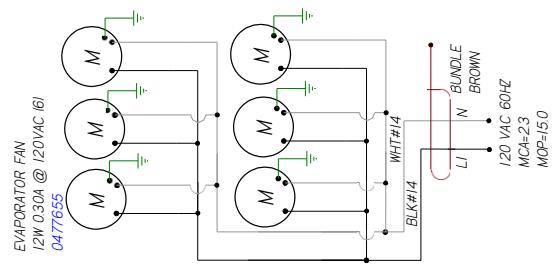 EVAPORATOR FAN
12W 0.30A @ 120VAC (6)
0477655
M
M
M
M
M
M
WHT#14
BLK#14
BUNDLE
BROWN
N
L1
120 VAC 60HZ
MCA=2.3
MOP=15.0